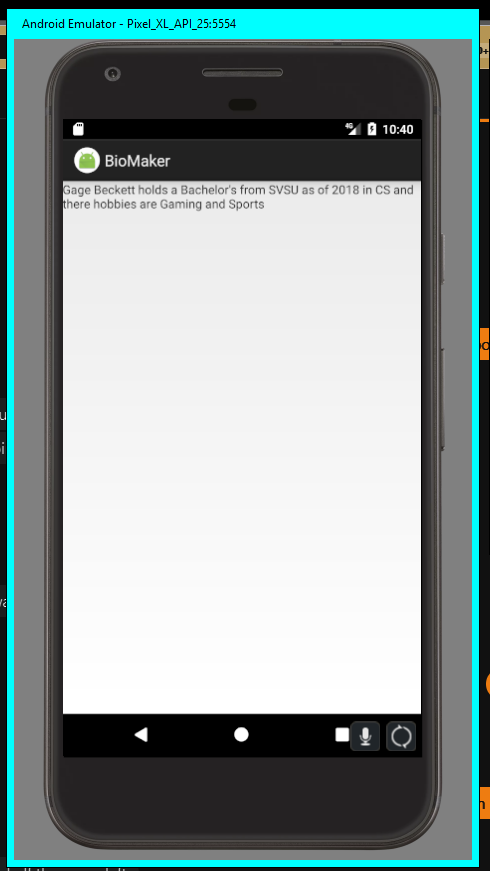 Android Emulator - Pixel_XL_API_25:5554
4G 10:40
BioMaker
Gage Beckett holds a Bachelor's from SVSU as of 2018 in CS and
there hobbies are Gaming and Sports